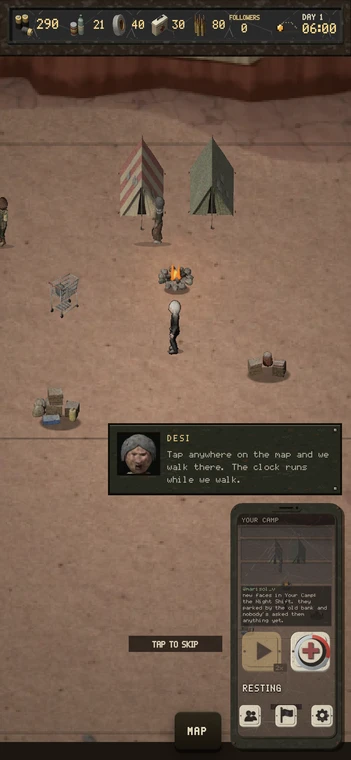 290 21 40 30 80 FOLLOWERS 0 DAY 1 06:00
DESI
Tap anywhere on the map and we
walk there. The clock runs
while we walk.
YOUR CAMP
new faces in Your Camp
the Night Shift. they
parked by the old bank and
nobody's asked them
anything yet.
TAP TO SKIP
RESTING
MAP